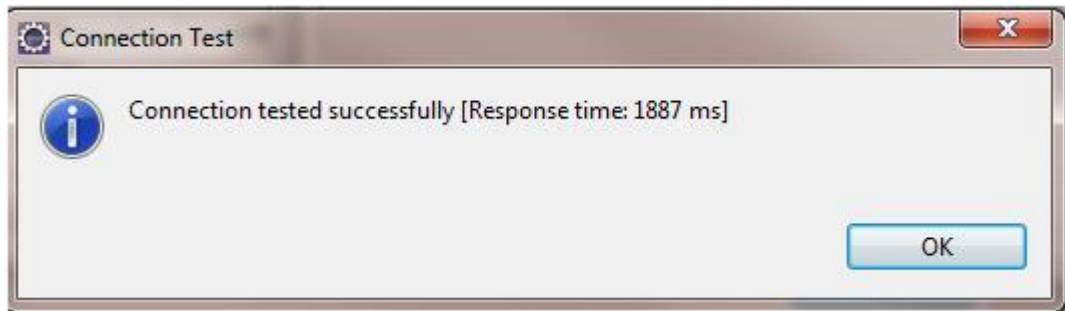 Connection Test
Connection tested successfully [Response time: 1887 ms]
OK